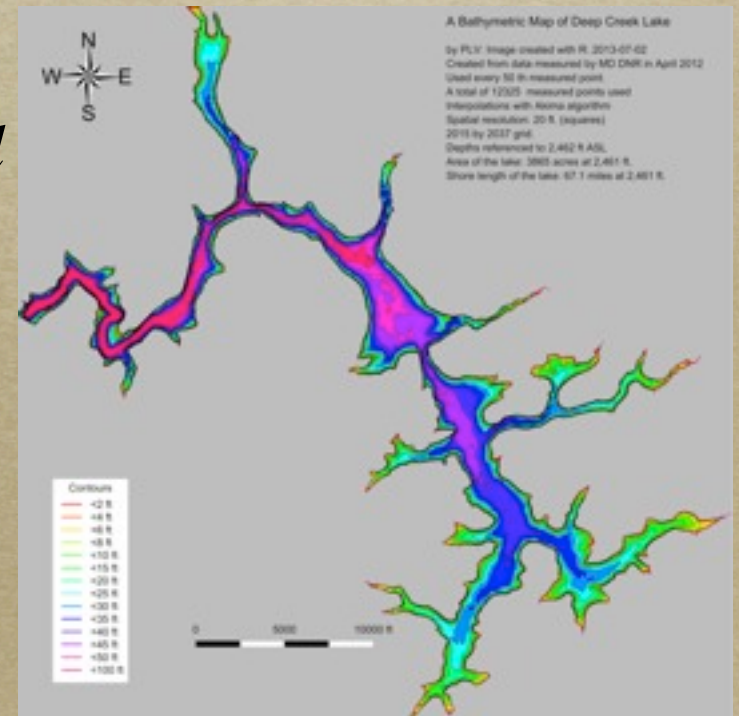 A Bathymetric Map of Deep Creek Lake
by PLV. Image created with R. 2013-07-02
Created from data measured by MD DNR in April 2012
Used every 50 th measured point
A total of 12325 measured points used
Interpolations with Akima algorithm
Spatial resolution: 20 ft. (squares)
2015 by 2037 grid.
Depths referenced to 2,462 ft ASL
Area of the lake: 3865 acres at 2,461 ft.
Shore length of the lake: 67.1 miles at 2,461 ft.
N
W E
S
Contours
<2 ft
<4 ft
<6 ft
<8 ft
<10 ft
<15 ft
<20 ft
<25 ft
<30 ft
<35 ft
<40 ft
<45 ft
<50 ft
<100 ft
0 5000 10000 ft